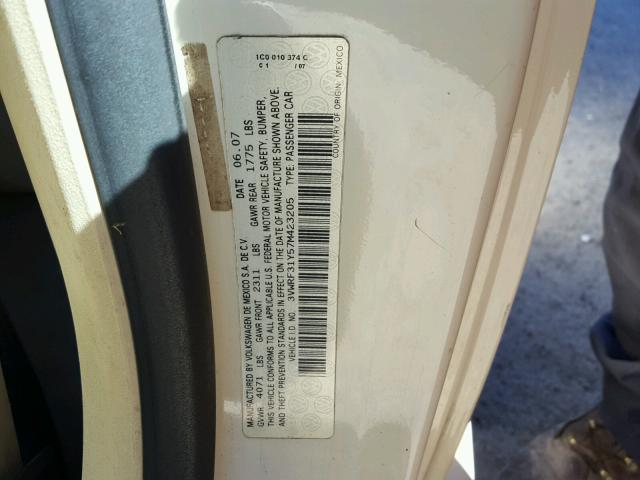 1C0 010 374 C
C 1 / 07
MANUFACTURED BY VOLKSWAGEN DE MEXICO S.A. DE C.V. DATE 06.07
GVWR 4071 LBS GAWR FRONT 2311 LBS GAWR REAR 1775 LBS
THIS VEHICLE CONFORMS TO ALL APPLICABLE U.S. FEDERAL MOTOR VEHICLE SAFETY, BUMPER,
AND THEFT PREVENTION STANDARDS IN EFFECT ON THE DATE OF MANUFACTURE SHOWN ABOVE.
VEHICLE I.D NO. 3VWRF31Y57M423205 TYPE: PASSENGER CAR
COUNTRY OF ORIGIN: MEXICO